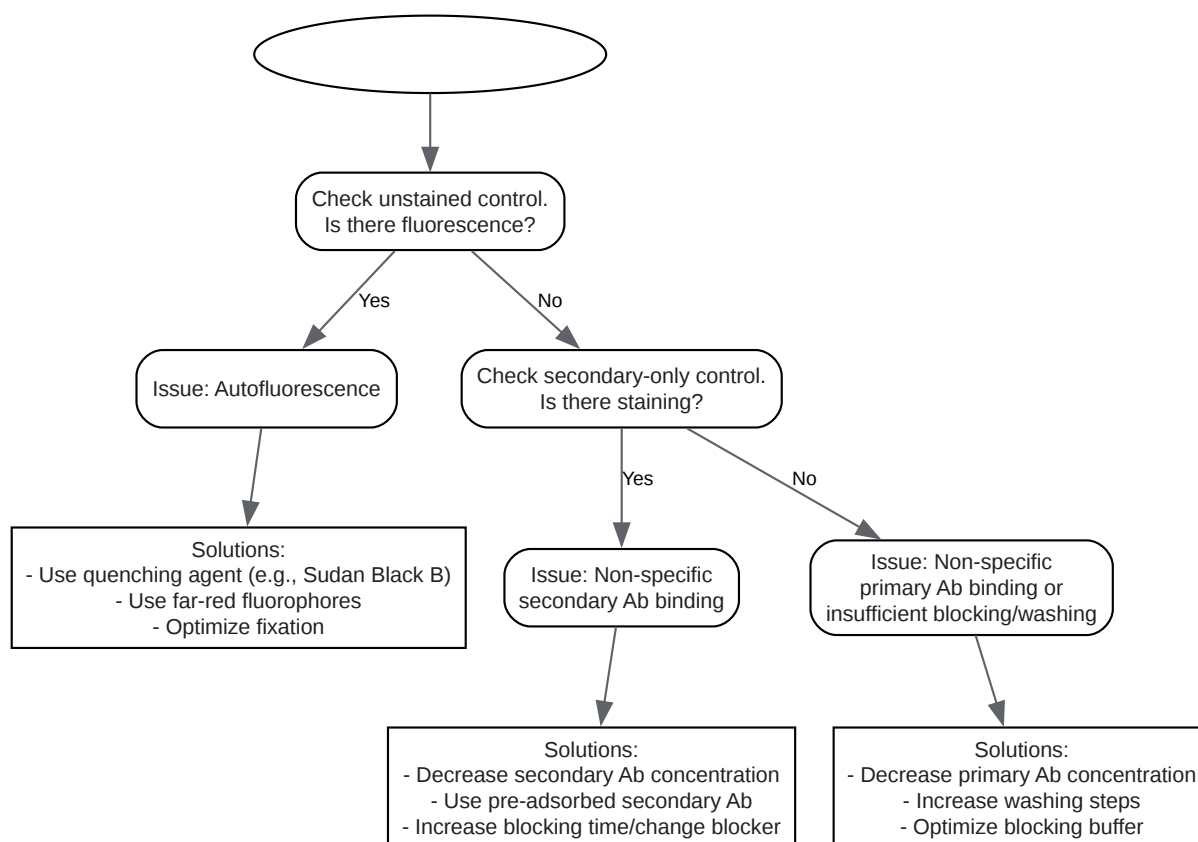 Check unstained control.
Is there fluorescence?
Yes
No
Issue: Autofluorescence
Check secondary-only control.
Is there staining?
Yes
No
Solutions:
- Use quenching agent (e.g., Sudan Black B)
- Use far-red fluorophores
- Optimize fixation
Issue: Non-specific
secondary Ab binding
Issue: Non-specific
primary Ab binding or
insufficient blocking/washing
Solutions:
- Decrease secondary Ab concentration
- Use pre-adsorbed secondary Ab
- Increase blocking time/change blocker
Solutions:
- Decrease primary Ab concentration
- Increase washing steps
- Optimize blocking buffer